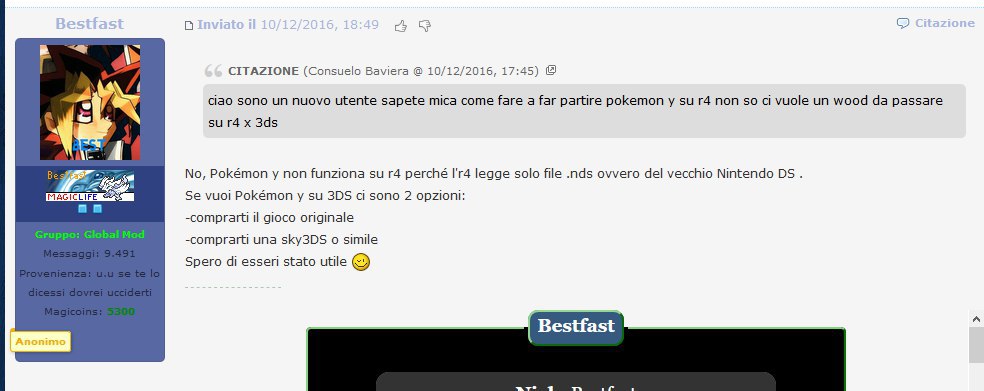 Bestfast
Inviato il 10/12/2016, 18:49
Citazione
BEST
Bestfast
MAGICLIFE
Gruppo: Global Mod
Messaggi: 9.491
Provenienza: u.u se te lo
dicessi dovrei ucciderti
Magicoins: 5300
Anonimo
CITAZIONE (Consuelo Baviera @ 10/12/2016, 17:45)
ciao sono un nuovo utente sapete mica come fare a far partire pokemon y su r4 non so ci vuole un wood da passare
su r4 x 3ds
No, Pokémon y non funziona su r4 perché l'r4 legge solo file .nds ovvero del vecchio Nintendo DS .
Se vuoi Pokémon y su 3DS ci sono 2 opzioni:
-comprarti il gioco originale
-comprarti una sky3DS o simile
Spero di esseri stato utile
Bestfast